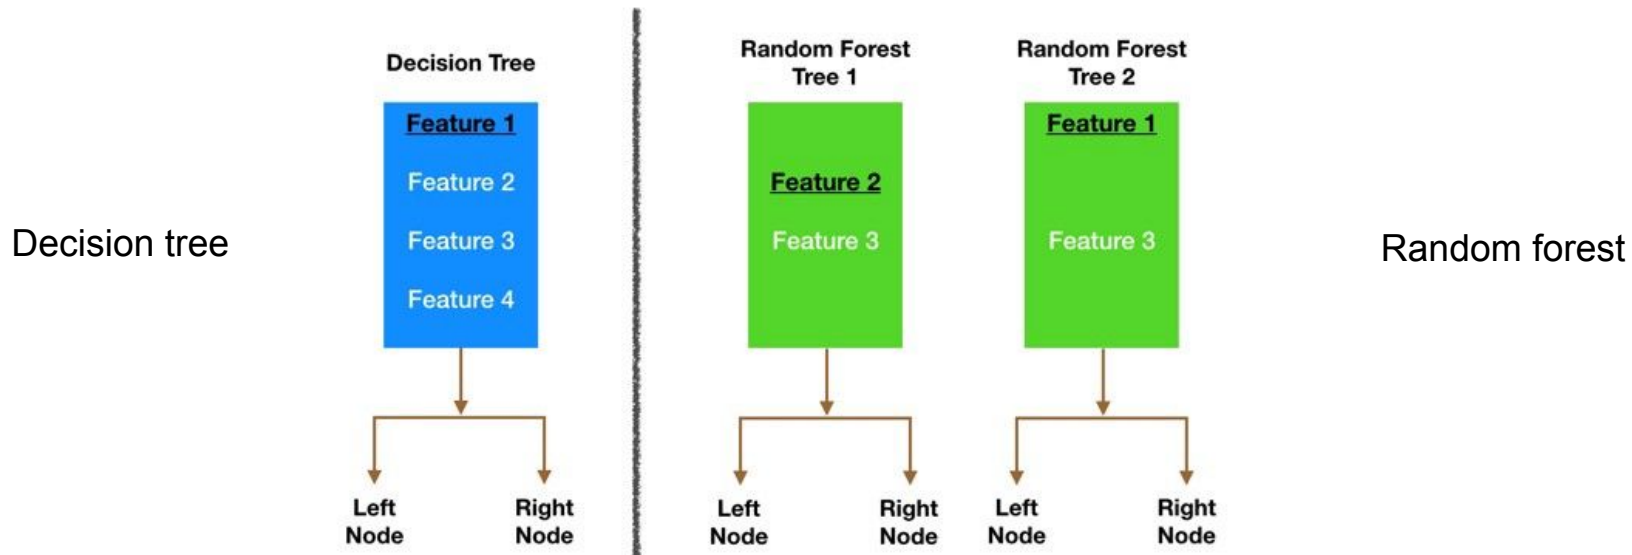 Decision tree
Decision Tree
Feature 1
Feature 2
Feature 3
Feature 4
Left
Node
Right
Node
Random Forest
Tree 1
Feature 2
Feature 3
Left
Node
Right
Node
Random Forest
Tree 2
Feature 1
Feature 3
Left
Node
Right
Node
Random forest